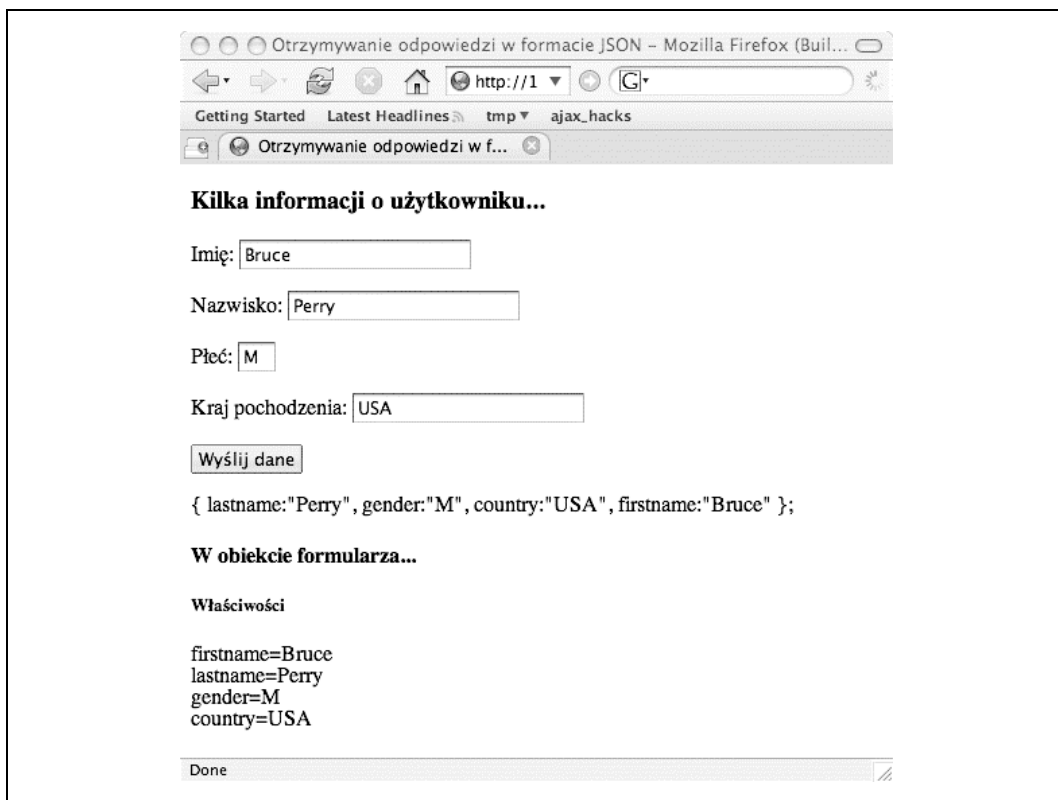 Otrzymywanie odpowiedzi w formacie JSON – Mozilla Firefox (Buil...
http://1
G
Getting Started Latest Headlines tmp ajax_hacks
Otrzymywanie odpowiedzi w f...
Kilka informacji o użytkowniku...
Imię: Bruce
Nazwisko: Perry
Płeć: M
Kraj pochodzenia: USA
Wyślij dane
{ lastname:"Perry", gender:"M", country:"USA", firstname:"Bruce" };
W obiekcie formularza...
Właściwości
firstname=Bruce
lastname=Perry
gender=M
country=USA
Done